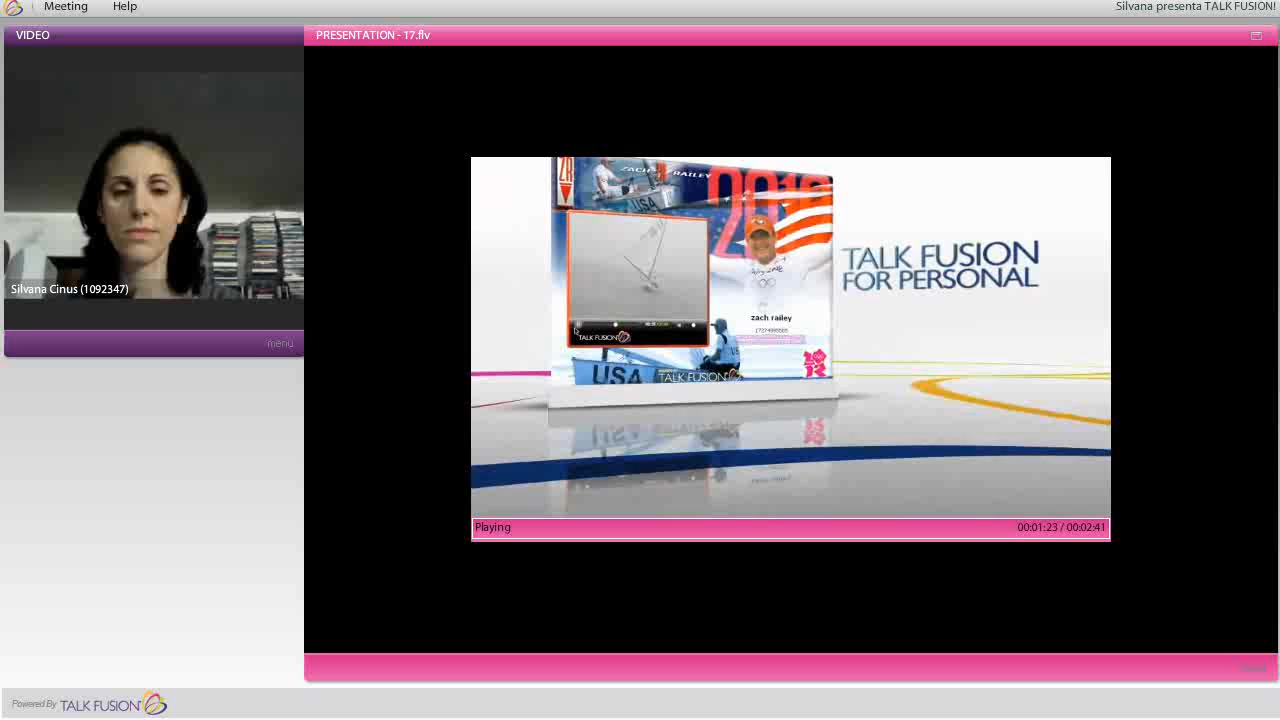 Meeting Help
Silvana presenta TALK FUSION!
VIDEO
PRESENTATION - 17.flv
Silvana Cinus (1092347)
menu
ZR
ZACH RAILEY
2012
USA
TALK FUSION
FOR PERSONAL
zach railey
TALK FUSION
USA
TALK FUSION
Playing
00:01:23 / 00:02:41
Powered By TALK FUSION